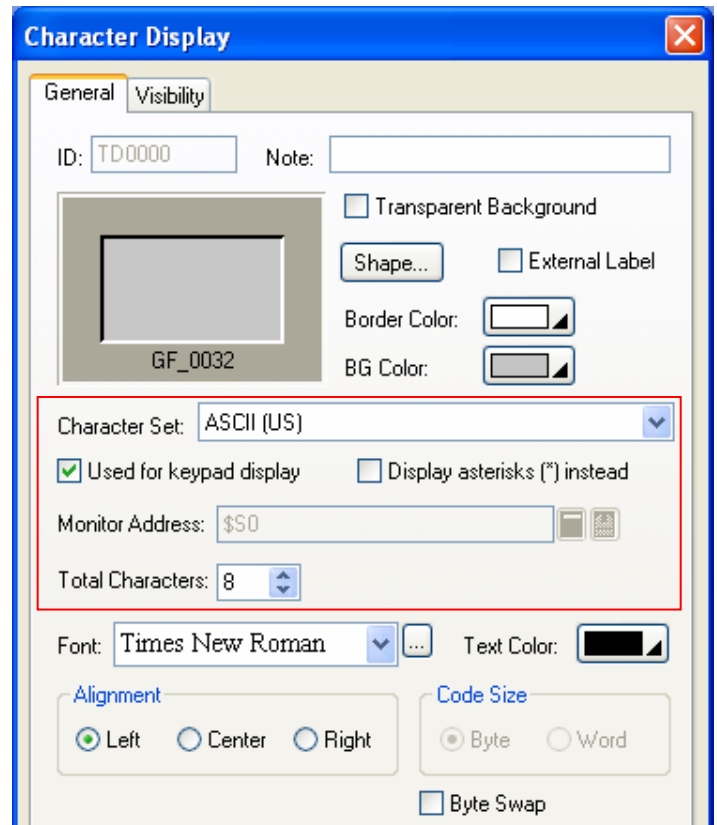 Character Display
General Visibility
ID: TD0000 Note:
Transparent Background
Shape... External Label
Border Color:
GF_0032
BG Color:
Character Set: ASCII (US)
Used for keypad display Display asterisks (*) instead
Monitor Address: $S0
Total Characters: 8
Font: Times New Roman ... Text Color:
Alignment Code Size
Left Center Right Byte Word
Byte Swap